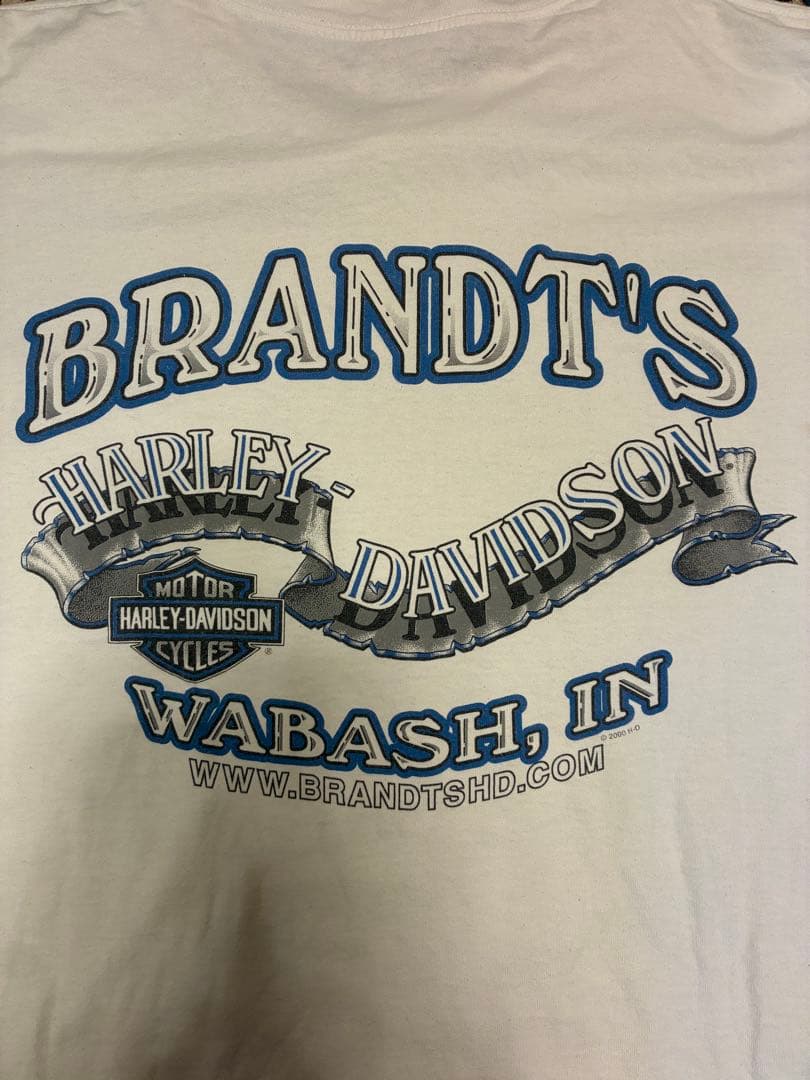 BRANDT'S
HARLEY-
DAVIDSON®
MOTOR
HARLEY-DAVIDSON
CYCLES®
WABASH, IN
© 2000 H-D
WWW.BRANDTSHD.COM